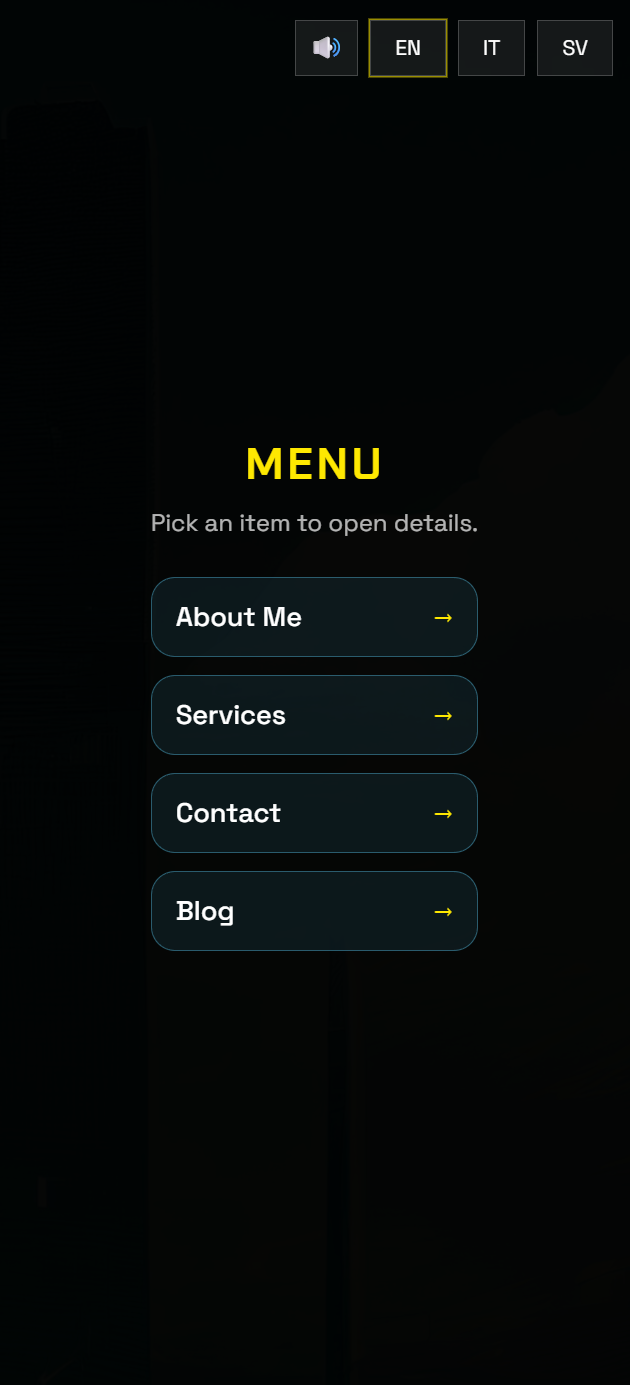 EN IT SV
MENU
Pick an item to open details.
About Me →
Services →
Contact →
Blog →